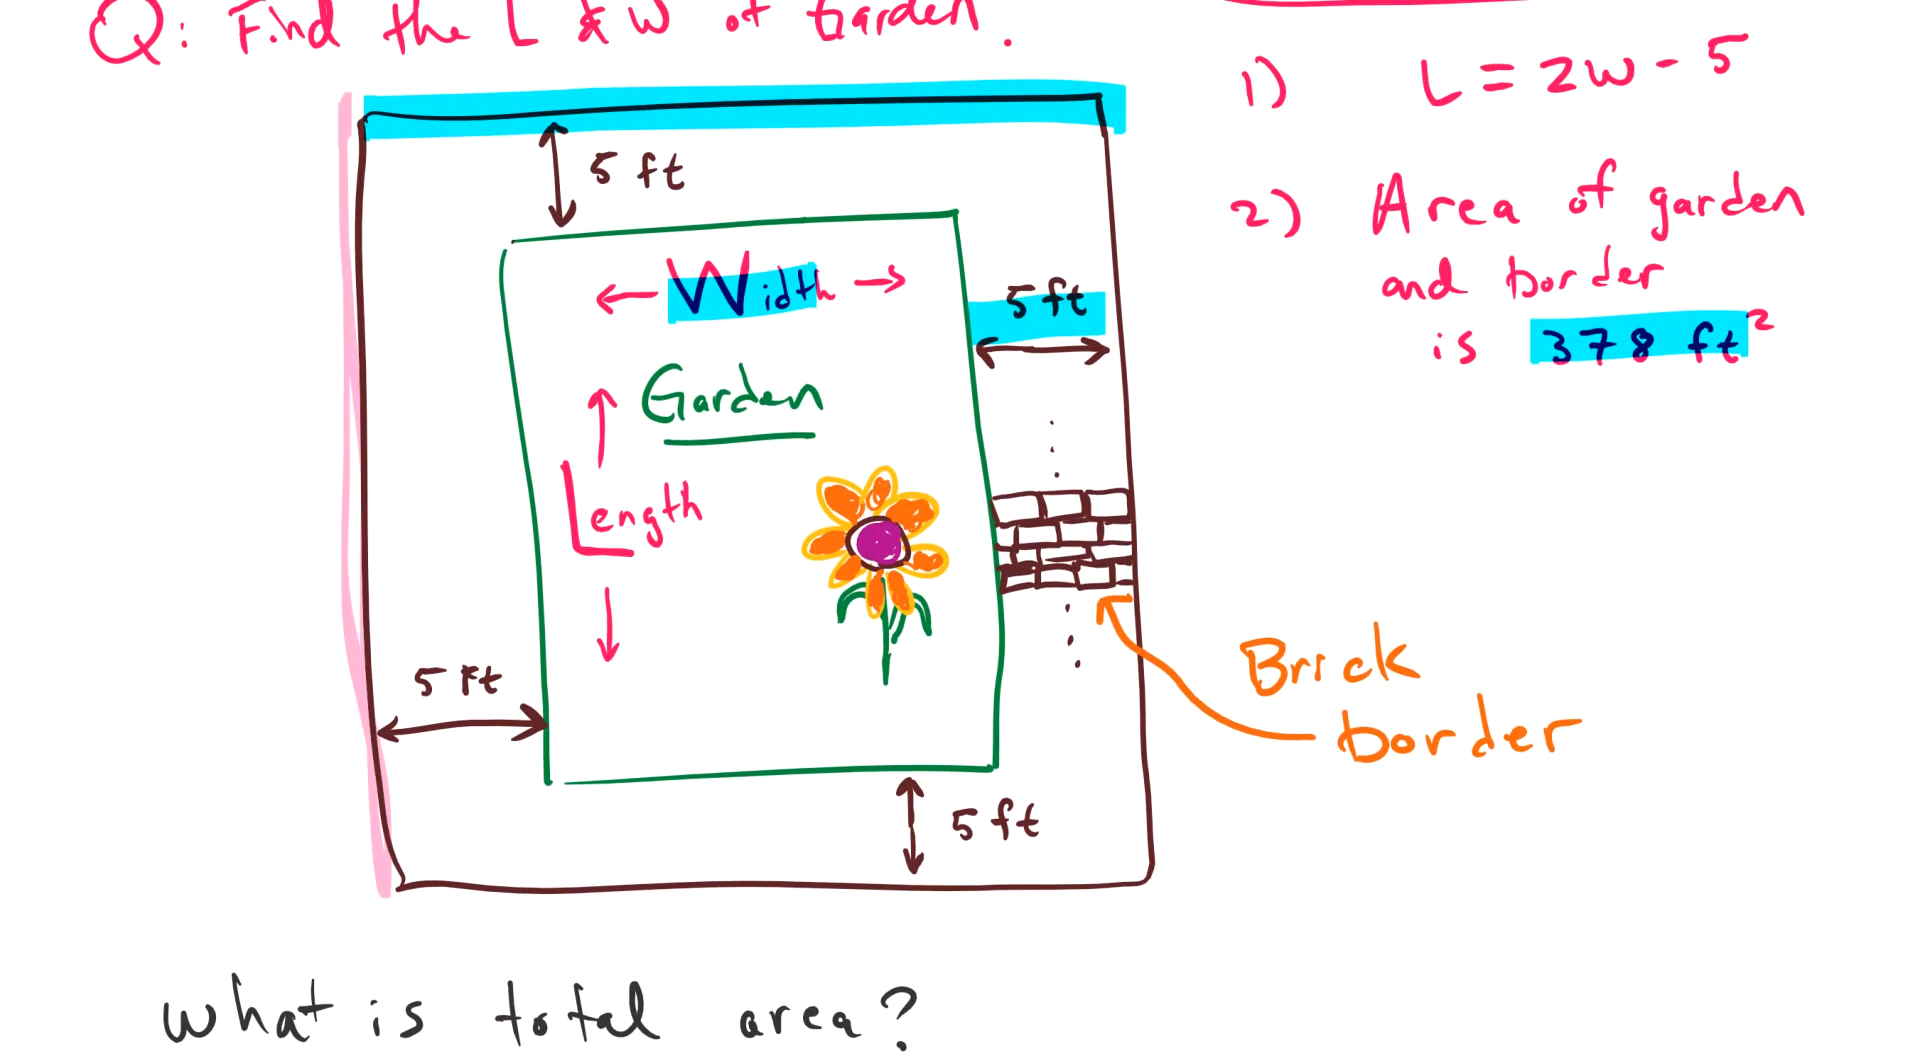 Q: Find the L & W of Garden.
1) L = 2w - 5
2) Area of garden
and border
is 378 ft²
5 ft
← Width →
5 ft
Garden
Length
5 ft
Brick
border
5 ft
what is total area?